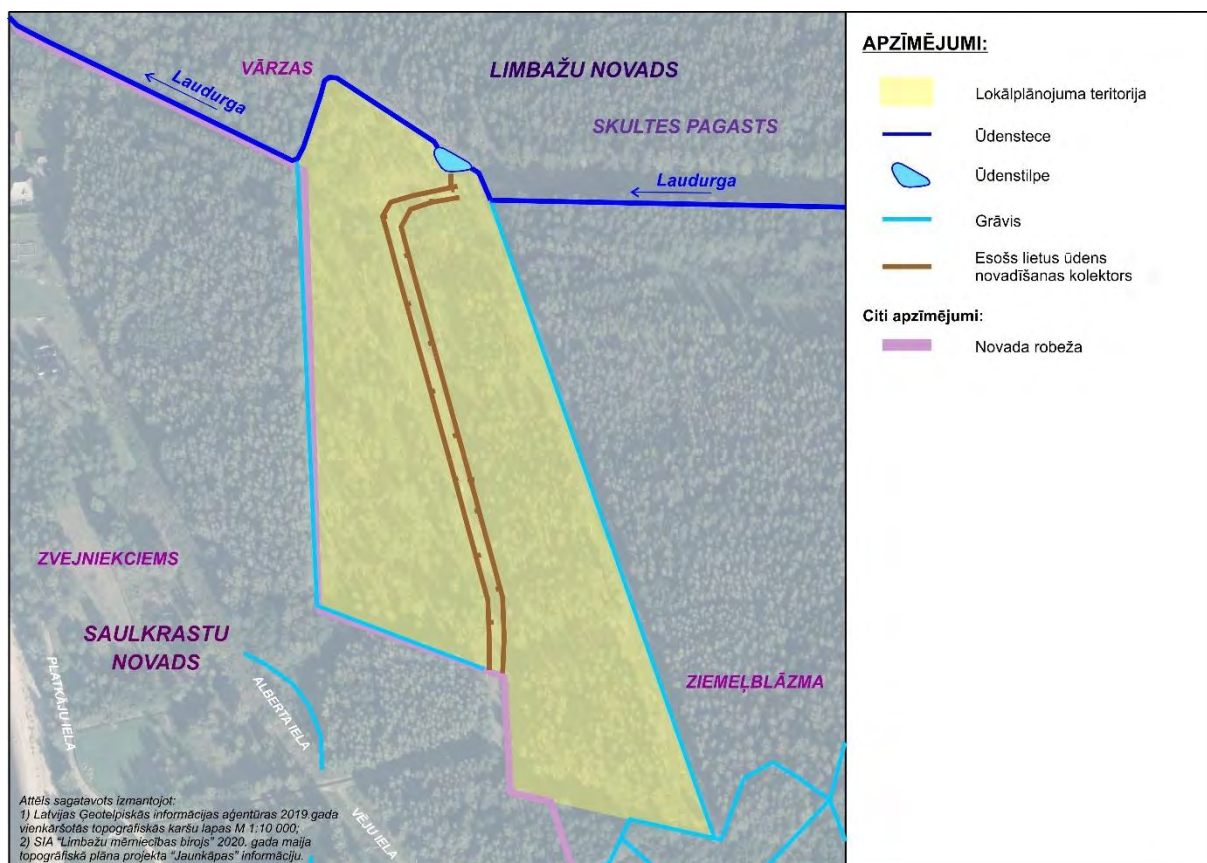 VĀRZAS
LIMBAŽU NOVADS
Laudurga
SKULTES PAGASTS
Laudurga
ZVEJNIEKCIEMS
SAULKRASTU
NOVADS
ZIEMEĻBLĀZMA
PLATKĀJU IELA
ALBERTA IELA
VĒJU IELA
Attēls sagatavots izmantojot:
1) Latvijas Ģeotelpiskās informācijas aģentūras 2019.gada
vienkāršotās topogrāfiskās karšu lapas M 1:10 000;
2) SIA "Limbažu mērniecības birojs" 2020. gada maija
topogrāfiskā plāna projekta "Jaunkāpas" informāciju.
APZĪMĒJUMI:
Lokālplānojuma teritorija
Ūdenstece
Ūdenstilpe
Grāvis
Esošs lietus ūdens
novadīšanas kolektors
Citi apzīmējumi:
Novada robeža